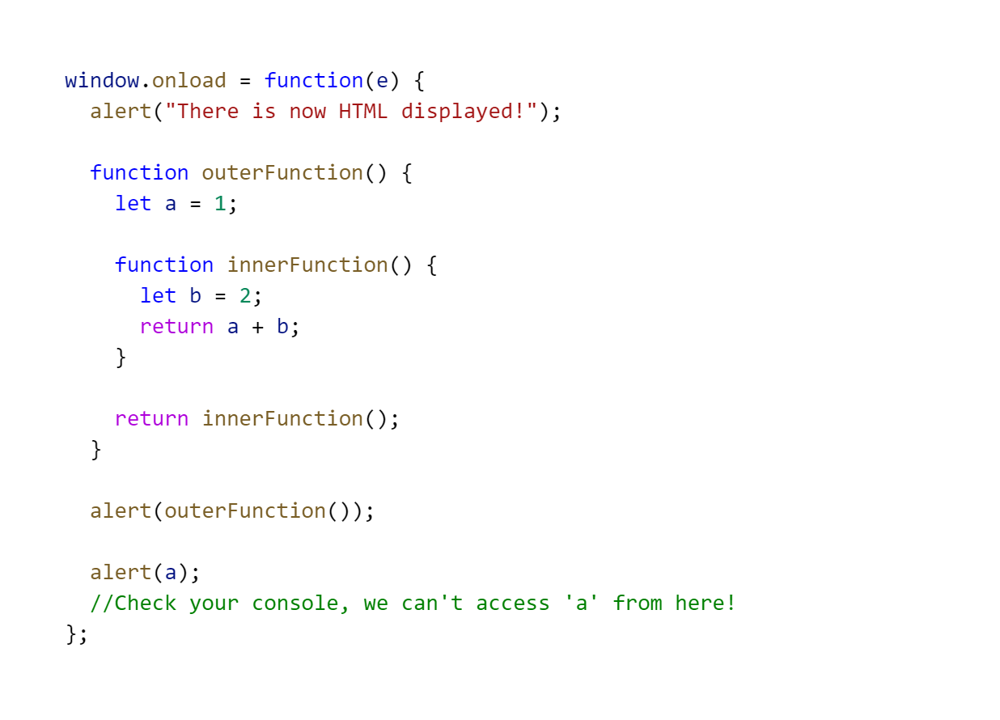 window.onload = function(e) {
  alert("There is now HTML displayed!");

  function outerFunction() {
    let a = 1;

    function innerFunction() {
      let b = 2;
      return a + b;
    }

    return innerFunction();
  }

  alert(outerFunction());

  alert(a);
  //Check your console, we can't access 'a' from here!
};